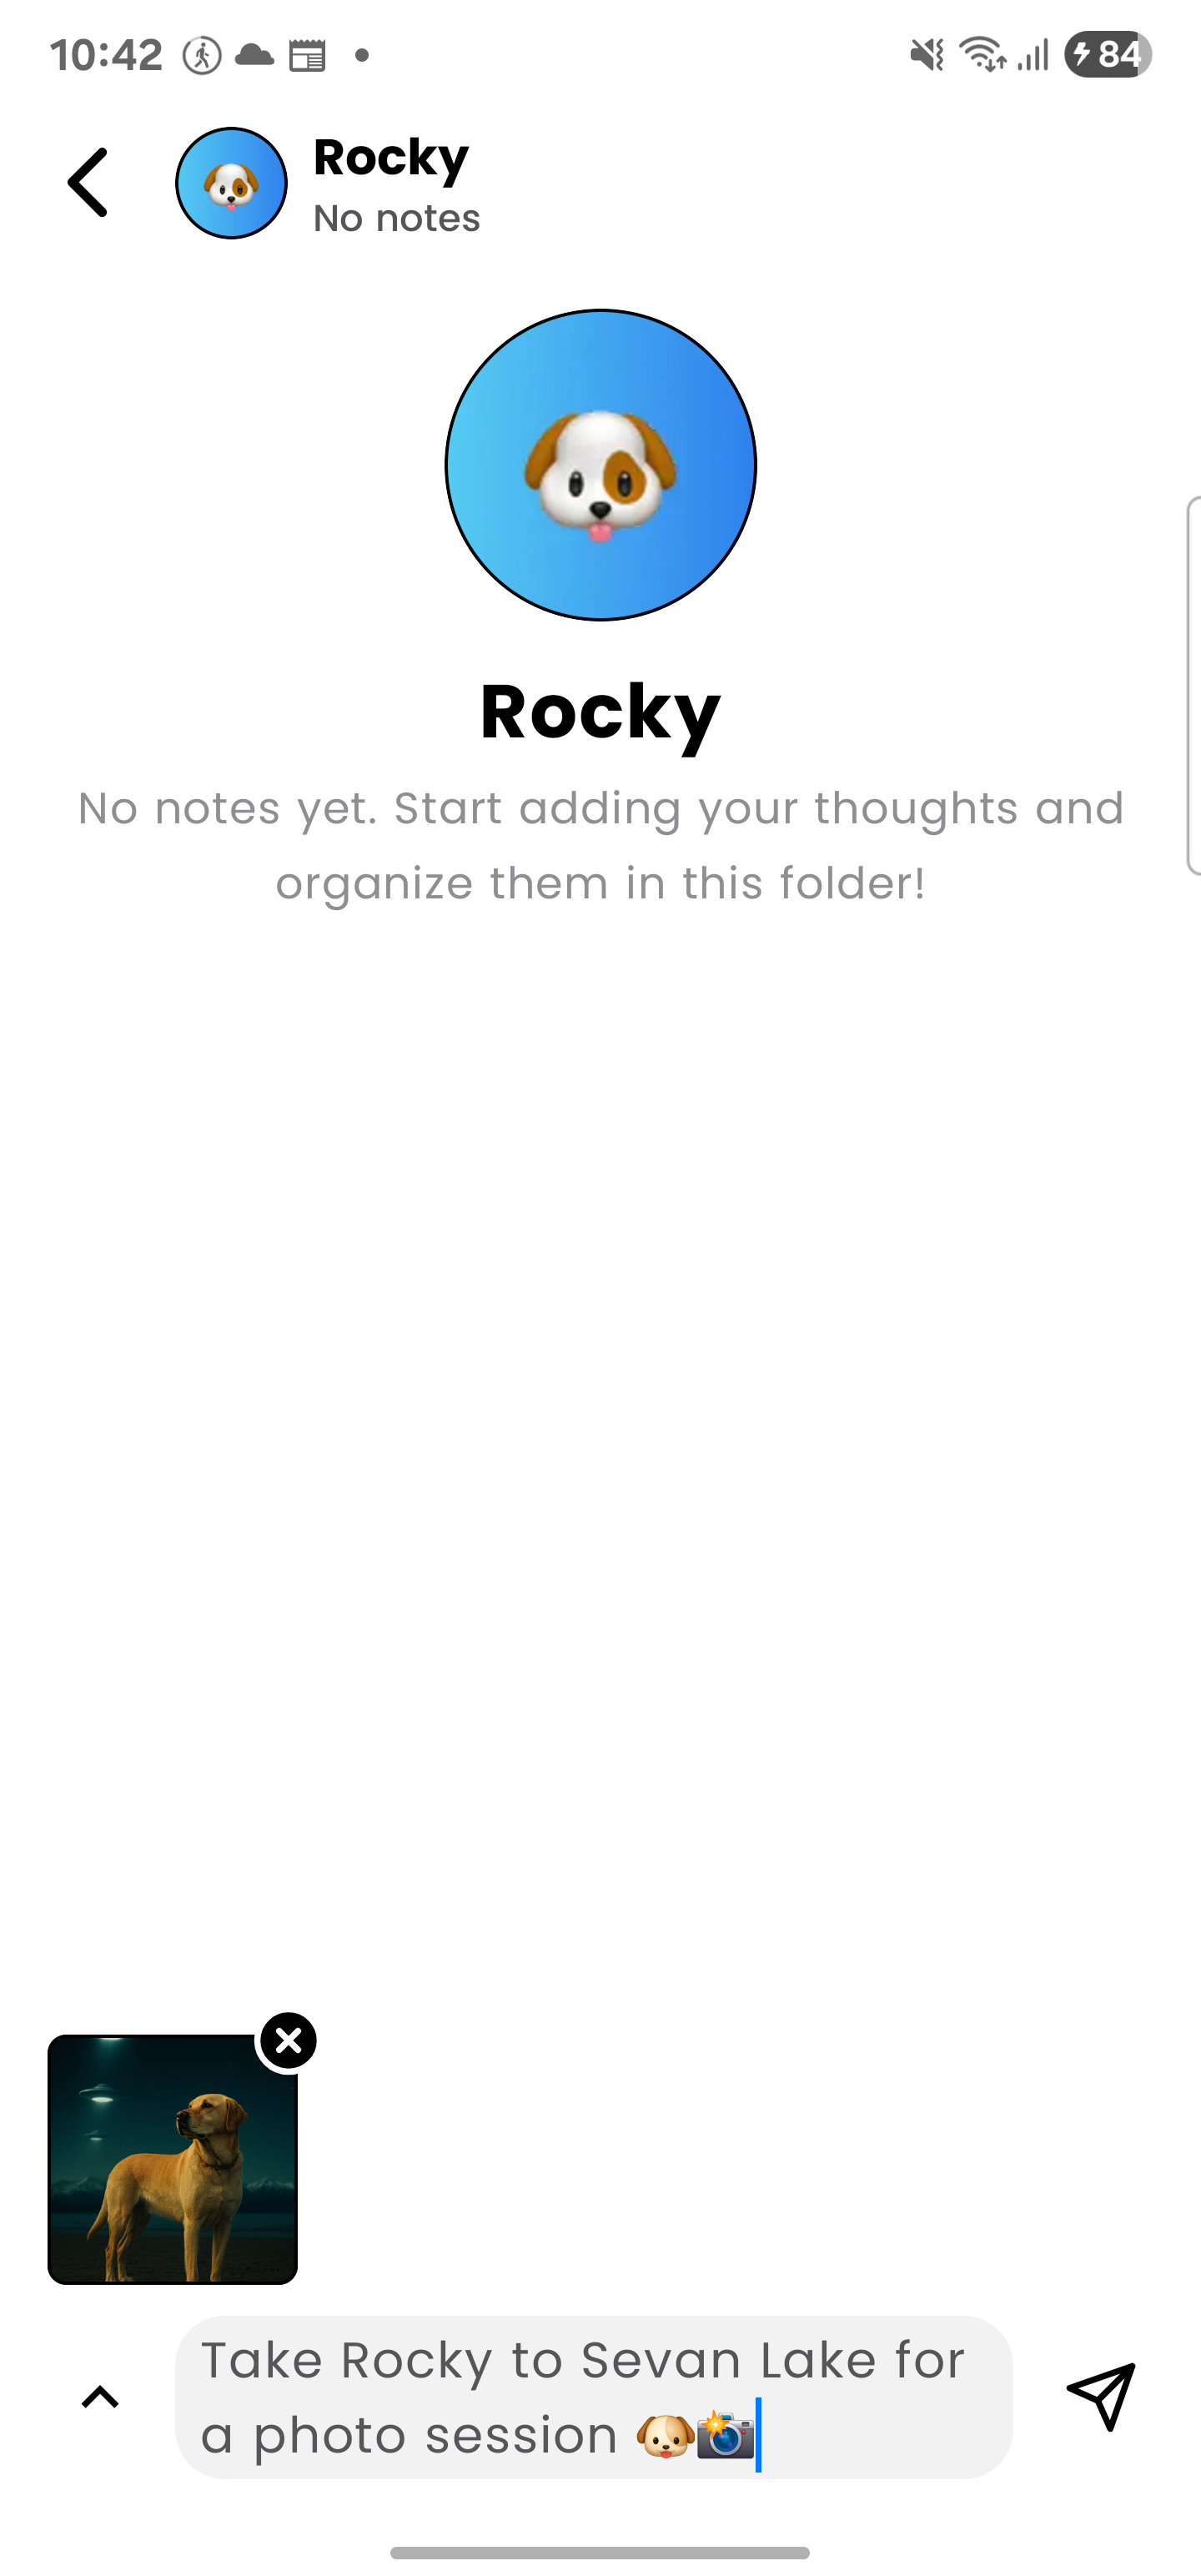 10:42
84
Rocky
No notes
Rocky
No notes yet. Start adding your thoughts and
organize them in this folder!
Take Rocky to Sevan Lake for
a photo session 🐶📸